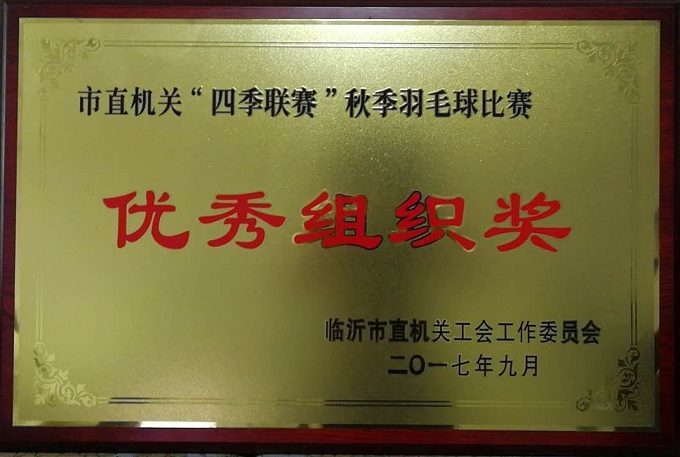 市直机关“四季联赛”秋季羽毛球比赛
优秀组织奖
临沂市直机关工会工作委员会
二〇一七年九月